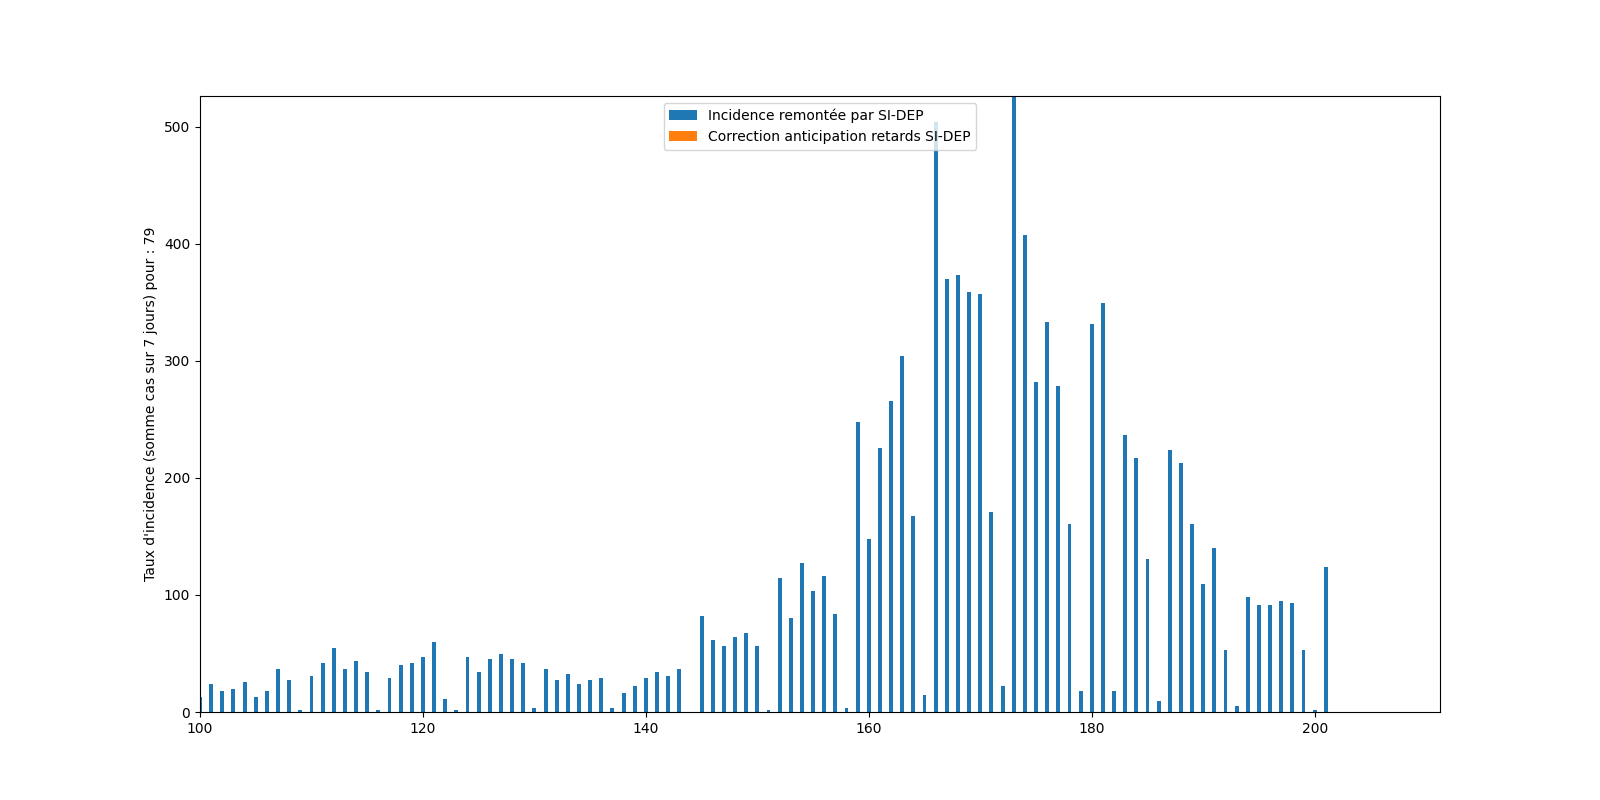 Incidence remontée par SI-DEP
Correction anticipation retards SI-DEP
Taux d'incidence (somme cas sur 7 jours) pour : 79
500
400
300
200
100
0
100 120 140 160 180 200